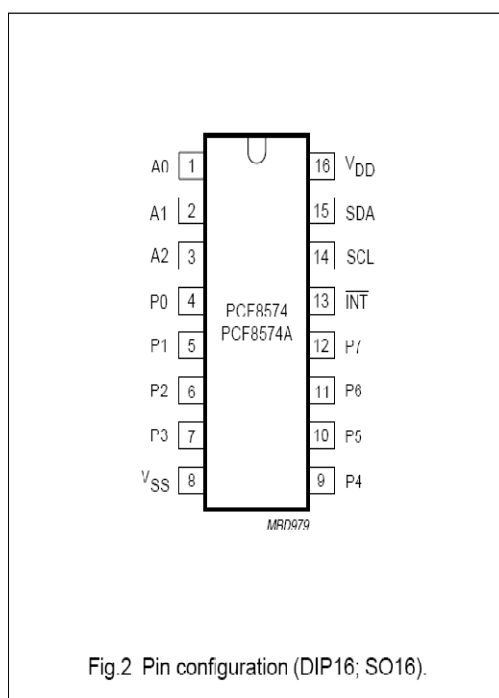 A0 1 16 VDD
A1 2 15 SDA
A2 3 14 SCL
P0 4 13 INT
PCF8574
PCF8574A
P1 5 12 P7
P2 6 11 P6
P3 7 10 P5
VSS 8 9 P4
MBD979
Fig.2 Pin configuration (DIP16; SO16).